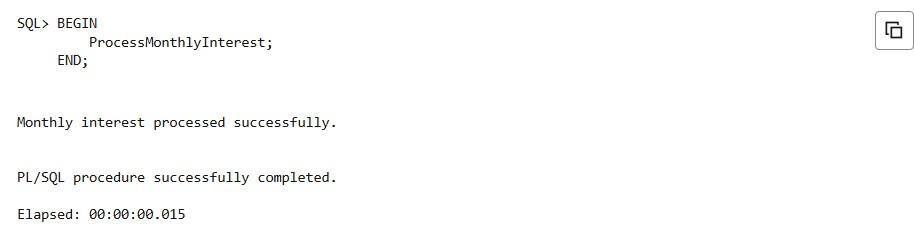 SQL> BEGIN
ProcessMonthlyInterest;
END;
Monthly interest processed successfully.
PL/SQL procedure successfully completed.
Elapsed: 00:00:00.015